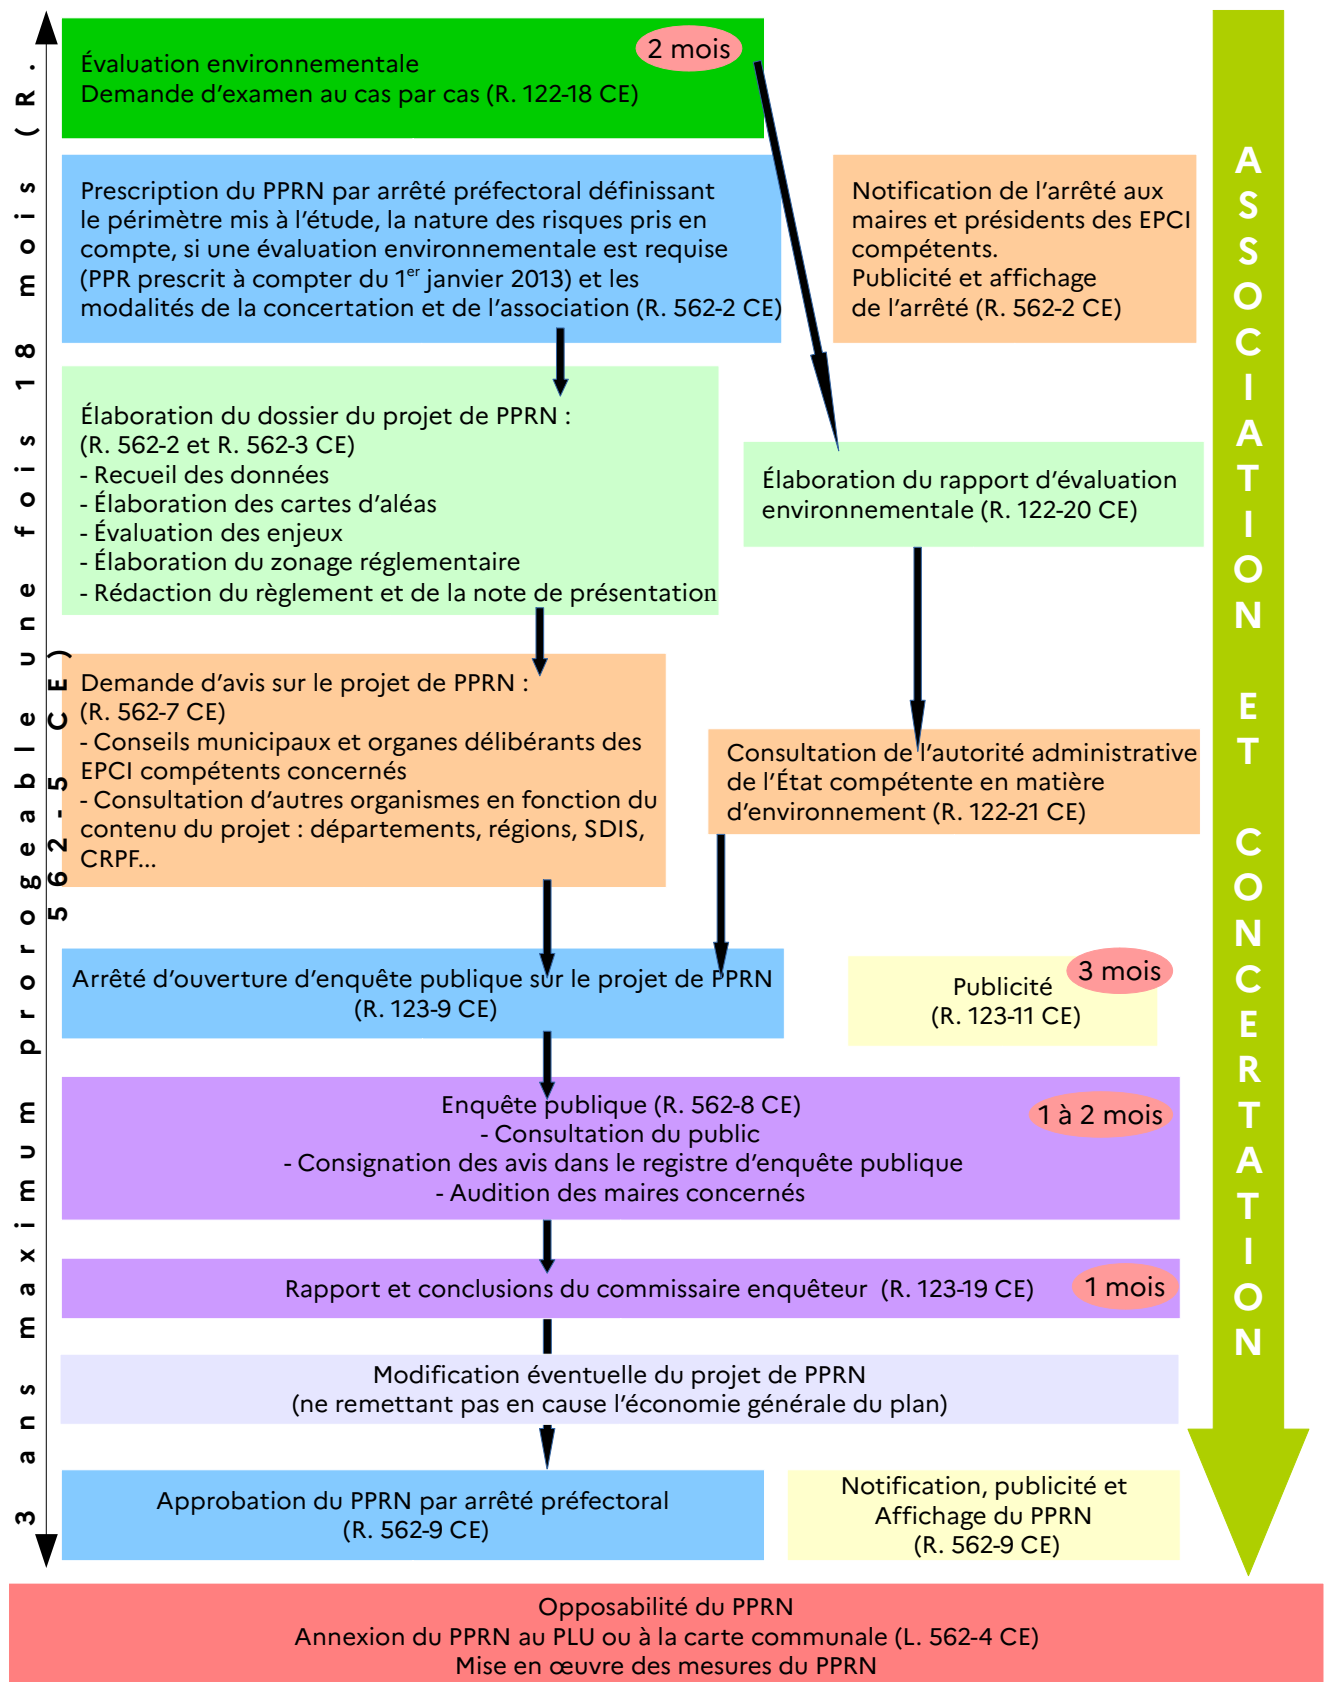 3 ans maximum prorogeable une fois 18 mois (R.
562-5 CE)
Évaluation environnementale
Demande d’examen au cas par cas (R. 122-18 CE)
2 mois
Prescription du PPRN par arrêté préfectoral définissant
le périmètre mis à l’étude, la nature des risques pris en
compte, si une évaluation environnementale est requise
(PPR prescrit à compter du 1er janvier 2013) et les
modalités de la concertation et de l’association (R. 562-2 CE)
Notification de l’arrêté aux
maires et présidents des EPCI
compétents.
Publicité et affichage
de l’arrêté (R. 562-2 CE)
Élaboration du dossier du projet de PPRN :
(R. 562-2 et R. 562-3 CE)
- Recueil des données
- Élaboration des cartes d’aléas
- Évaluation des enjeux
- Élaboration du zonage réglementaire
- Rédaction du règlement et de la note de présentation
Élaboration du rapport d’évaluation
environnementale (R. 122-20 CE)
Demande d’avis sur le projet de PPRN :
(R. 562-7 CE)
- Conseils municipaux et organes délibérants des
EPCI compétents concernés
- Consultation d’autres organismes en fonction du
contenu du projet : départements, régions, SDIS,
CRPF...
Consultation de l’autorité administrative
de l’État compétente en matière
d’environnement (R. 122-21 CE)
Arrêté d’ouverture d’enquête publique sur le projet de PPRN
(R. 123-9 CE)
3 mois
Publicité
(R. 123-11 CE)
Enquête publique (R. 562-8 CE)
- Consultation du public
- Consignation des avis dans le registre d’enquête publique
- Audition des maires concernés
1 à 2 mois
Rapport et conclusions du commissaire enquêteur (R. 123-19 CE)
1 mois
Modification éventuelle du projet de PPRN
(ne remettant pas en cause l’économie générale du plan)
Approbation du PPRN par arrêté préfectoral
(R. 562-9 CE)
Notification, publicité et
Affichage du PPRN
(R. 562-9 CE)
ASSOCIATION ET CONCERTATION
Opposabilité du PPRN
Annexion du PPRN au PLU ou à la carte communale (L. 562-4 CE)
Mise en œuvre des mesures du PPRN